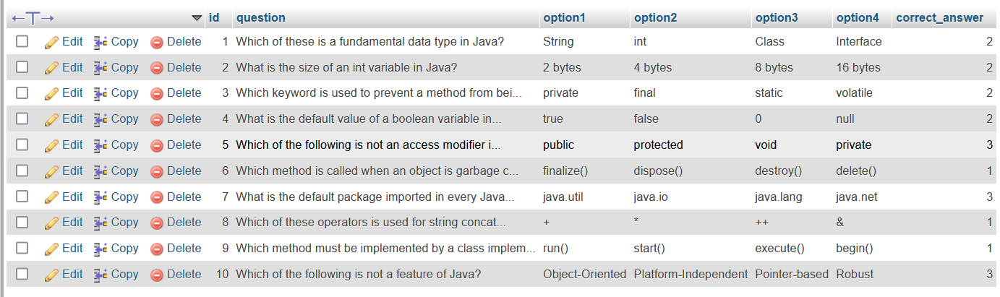 ←T→ id question option1 option2 option3 option4 correct_answer
Edit Copy Delete 1 Which of these is a fundamental data type in Java? String int Class Interface 2
Edit Copy Delete 2 What is the size of an int variable in Java? 2 bytes 4 bytes 8 bytes 16 bytes 2
Edit Copy Delete 3 Which keyword is used to prevent a method from bei... private final static volatile 2
Edit Copy Delete 4 What is the default value of a boolean variable in... true false 0 null 2
Edit Copy Delete 5 Which of the following is not an access modifier i... public protected void private 3
Edit Copy Delete 6 Which method is called when an object is garbage c... finalize() dispose() destroy() delete() 1
Edit Copy Delete 7 What is the default package imported in every Java... java.util java.io java.lang java.net 3
Edit Copy Delete 8 Which of these operators is used for string concat... + * ++ & 1
Edit Copy Delete 9 Which method must be implemented by a class implem... run() start() execute() begin() 1
Edit Copy Delete 10 Which of the following is not a feature of Java? Object-Oriented Platform-Independent Pointer-based Robust 3